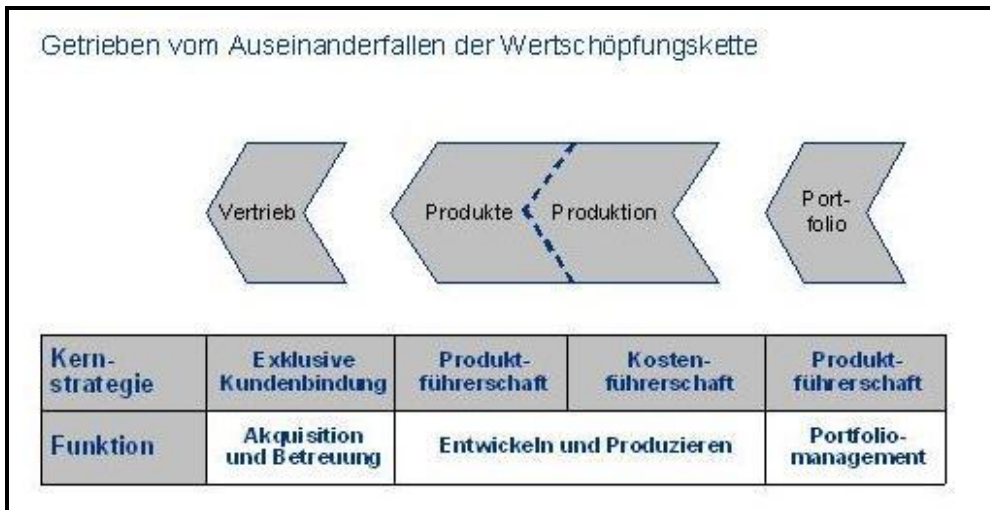 Getrieben vom Auseinanderfallen der Wertschöpfungskette
Vertrieb
Produkte
Produktion
Port-
folio
Kern-
strategie
Exklusive
Kundenbindung
Produkt-
führerschaft
Kosten-
führerschaft
Produkt-
führerschaft
Funktion
Akquisition
und Betreuung
Entwickeln und Produzieren
Portfolio-
management